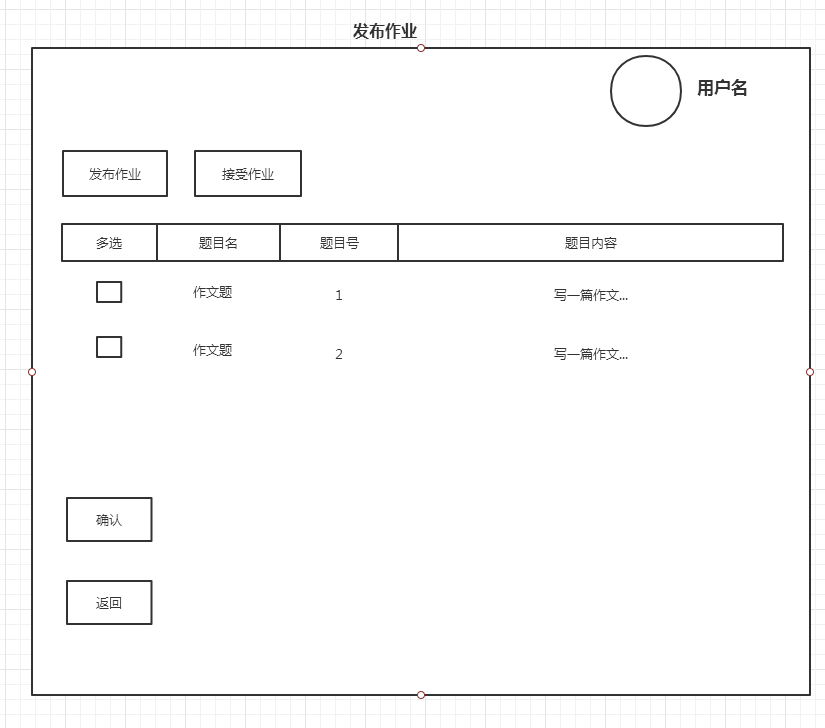 发布作业
用户名
发布作业 接受作业
多选 题目名 题目号 题目内容
作文题 1 写一篇作文...
作文题 2 写一篇作文...
确认
返回